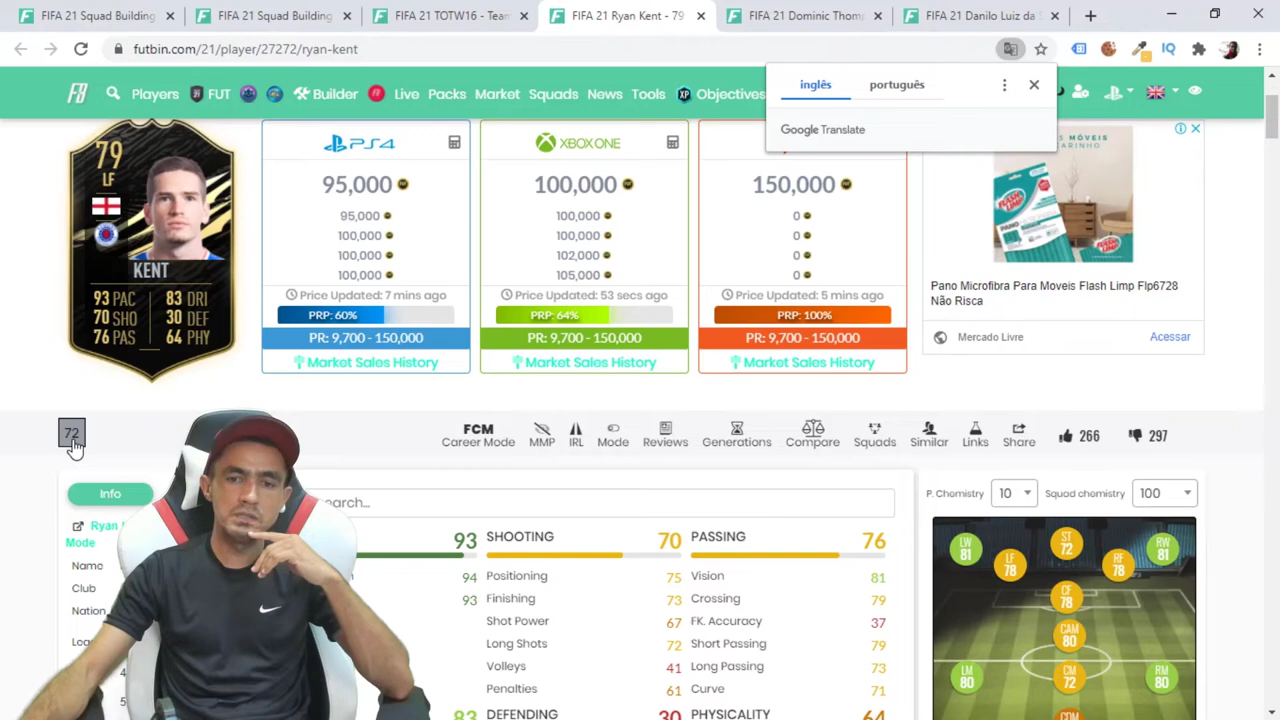 FIFA 21 Squad Building
FIFA 21 Squad Building
FIFA 21 TOTW16 - Team
FIFA 21 Ryan Kent - 79
FIFA 21 Dominic Thomp
FIFA 21 Danilo Luiz da S
futbin.com/21/player/27272/ryan-kent
IQ
Players
FUT
Builder
Live
Packs
Market
Squads
News
Tools
XP
Objectives
inglês
português
Google Translate
79
LF
KENT
93 PAC
83 DRI
70 SHO
30 DEF
76 PAS
64 PHY
PS4
95,000
95,000
100,000
100,000
100,000
Price Updated: 7 mins ago
PRP: 60%
PR: 9,700 - 150,000
Market Sales History
XBOX ONE
100,000
100,000
100,000
102,000
105,000
Price Updated: 53 secs ago
PRP: 64%
PR: 9,700 - 150,000
Market Sales History
150,000
0
0
0
0
Price Updated: 5 mins ago
PRP: 100%
PR: 9,700 - 150,000
Market Sales History
FLASH LIMP
PANO
Pano Microfibra Para Moveis Flash Limp Flp6728
Não Risca
Mercado Livre
Acessar
72
FCM
Career Mode
MMP
IRL
Mode
Reviews
Generations
Compare
Squads
Similar
Links
Share
266
297
Info
Ryan
Mode
Name
Club
Nation
earch...
93
94
93
SHOOTING 70
Positioning 75
Finishing 73
Shot Power 67
Long Shots 72
Volleys 41
Penalties 61
83
DEFENDING 30
PASSING 76
Vision 81
Crossing 79
FK. Accuracy 37
Short Passing 79
Long Passing 73
Curve 71
PHYSICALITY 64
P. Chemistry 10
Squad chemistry 100
LW 81
ST 72
RW 81
LF 78
RF 78
CF 78
CAM 80
LM 80
CM 72
RM 80
CDM